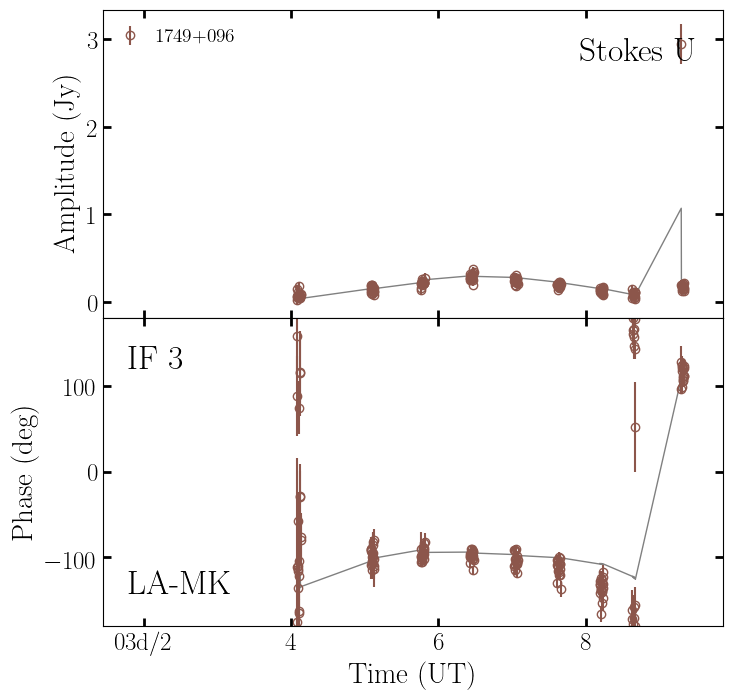 1749+096
Stokes U
Amplitude (Jy)
3
2
1
0
IF 3
LA-MK
Phase (deg)
100
0
−100
03d/2
4
6
8
Time (UT)